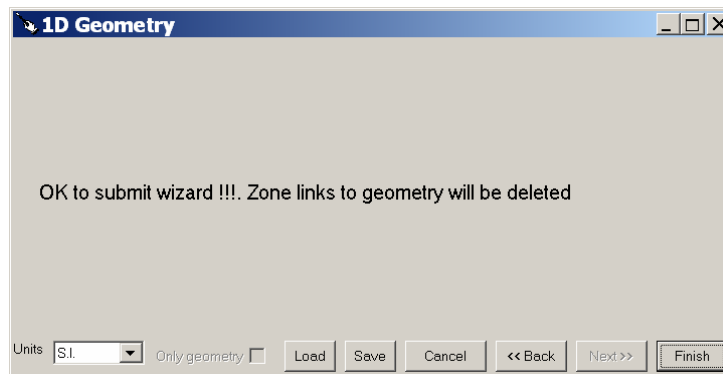 1D Geometry
OK to submit wizard !!!. Zone links to geometry will be deleted
Units S.I. Only geometry Load Save Cancel << Back Next >> Finish